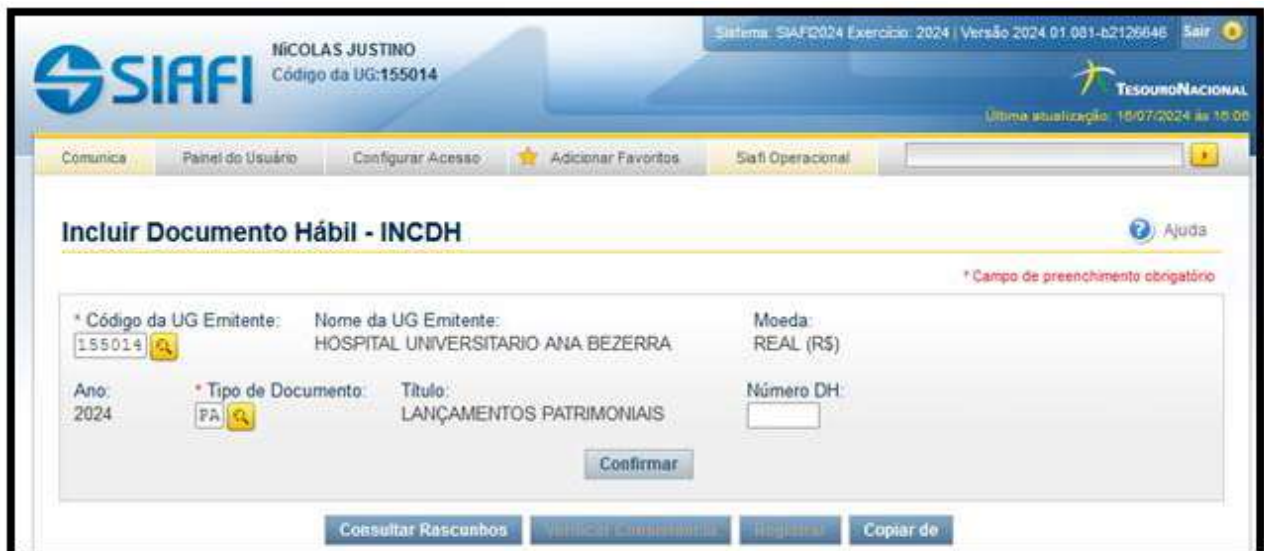 Sistema: SIAFI2024 Exercício: 2024 | Versão 2024.01.081-b2126646 Sair
SIAFI
NICOLAS JUSTINO
Código da UG:155014
TESOURONACIONAL
Última atualização: 16/07/2024 às 16:06
Comunica Painel do Usuário Configurar Acesso Adicionar Favoritos Siafi Operacional
Incluir Documento Hábil - INCDH
Ajuda
* Campo de preenchimento obrigatório
* Código da UG Emitente: Nome da UG Emitente: Moeda:
155014 HOSPITAL UNIVERSITARIO ANA BEZERRA REAL (R$)
Ano: * Tipo de Documento: Título: Número DH:
2024 PA LANÇAMENTOS PATRIMONIAIS
Confirmar
Consultar Rascunhos Verificar Consistência Registrar Copiar de